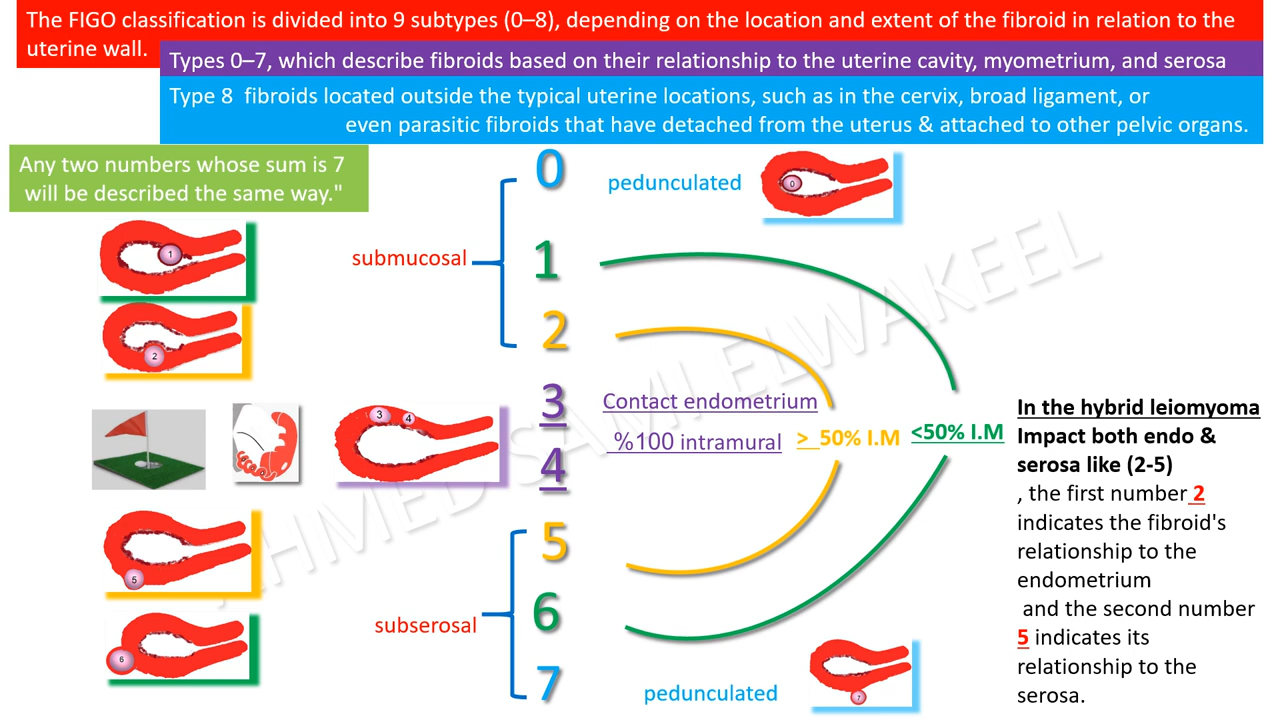 The FIGO classification is divided into 9 subtypes (0–8), depending on the location and extent of the fibroid in relation to the
uterine wall.
Types 0–7, which describe fibroids based on their relationship to the uterine cavity, myometrium, and serosa
Type 8 fibroids located outside the typical uterine locations, such as in the cervix, broad ligament, or
even parasitic fibroids that have detached from the uterus & attached to other pelvic organs.
Any two numbers whose sum is 7
will be described the same way."
0
pedunculated
0
1
submucosal
1
2
2
3
Contact endometrium
3
4
%100 intramural
4
> 50% I.M
<50% I.M
5
5
6
subserosal
6
7
pedunculated
7
In the hybrid leiomyoma
Impact both endo &
serosa like (2-5)
, the first number 2
indicates the fibroid's
relationship to the
endometrium
and the second number
5 indicates its
relationship to the
serosa.
AHMED SAMI ELWAKEEL